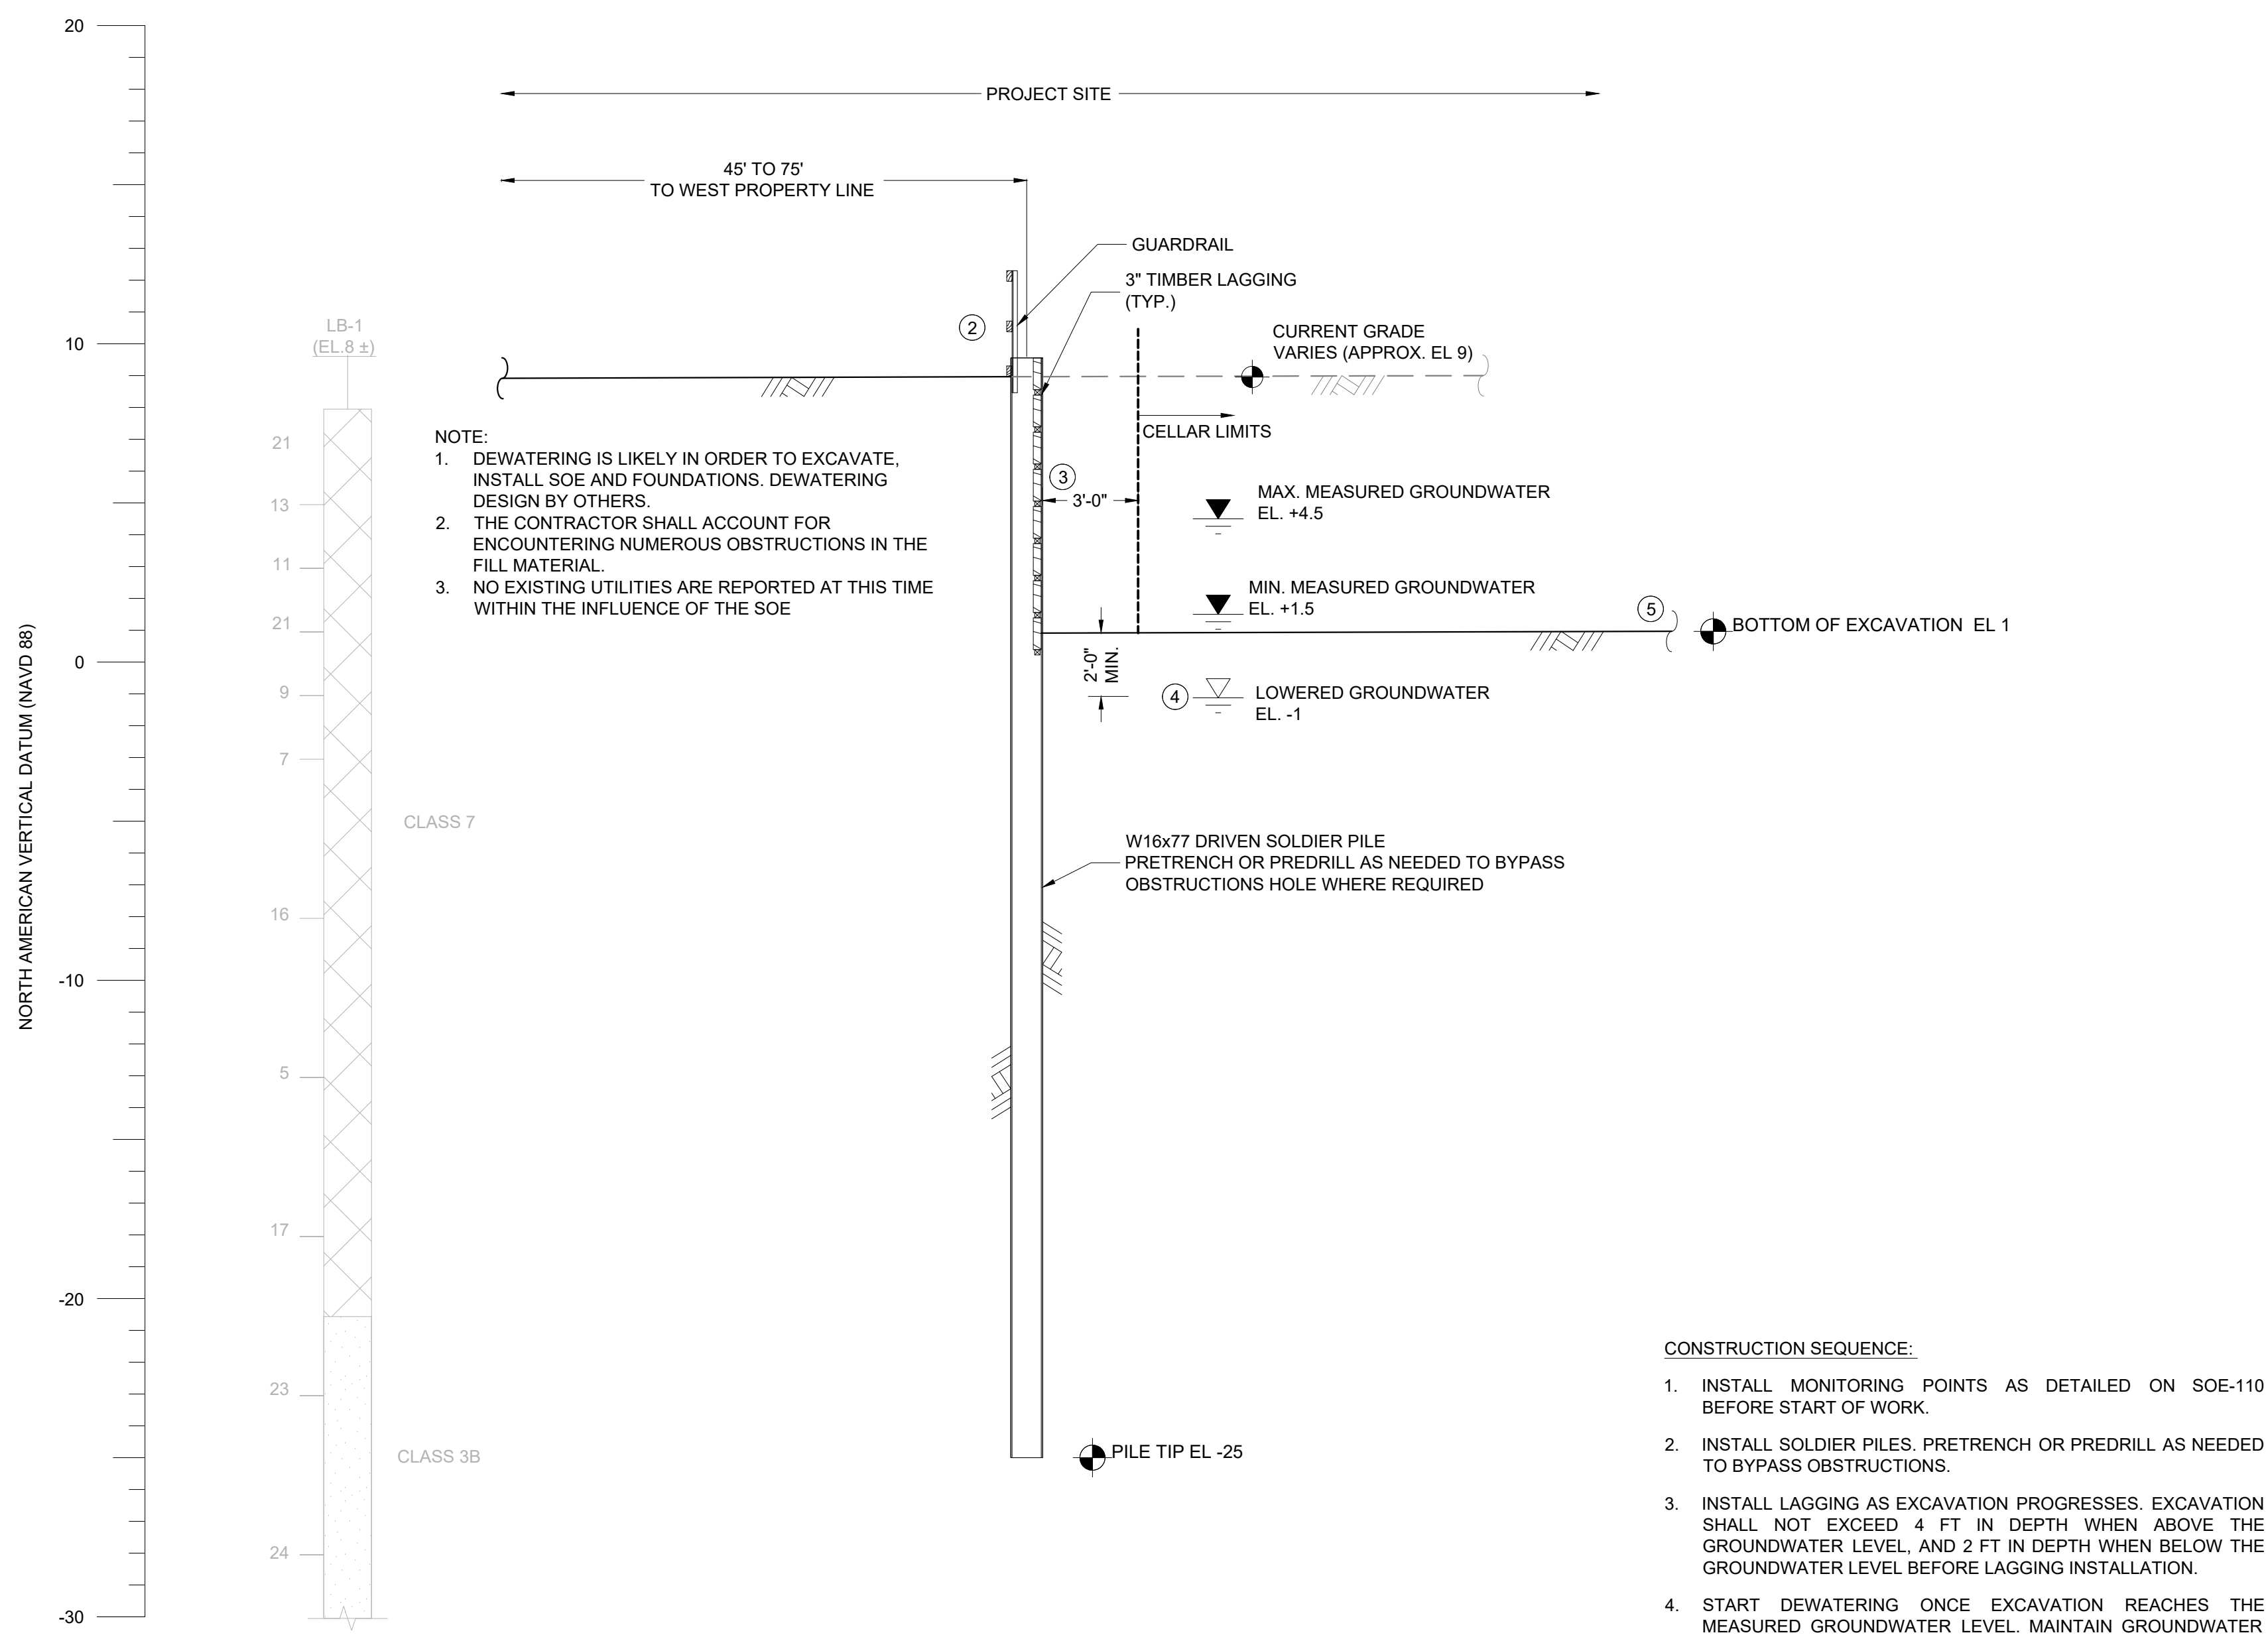 20
PROJECT SITE
45' TO 75'
TO WEST PROPERTY LINE
GUARDRAIL
3" TIMBER LAGGING
(TYP.)
2
LB-1
(EL.8 ±)
10
CURRENT GRADE
VARIES (APPROX. EL 9)
CELLAR LIMITS
NOTE:
1. DEWATERING IS LIKELY IN ORDER TO EXCAVATE,
INSTALL SOE AND FOUNDATIONS. DEWATERING
DESIGN BY OTHERS.
2. THE CONTRACTOR SHALL ACCOUNT FOR
ENCOUNTERING NUMEROUS OBSTRUCTIONS IN THE
FILL MATERIAL.
3. NO EXISTING UTILITIES ARE REPORTED AT THIS TIME
WITHIN THE INFLUENCE OF THE SOE
21
13
11
21
9
7
16
5
17
23
24
3
3'-0"
MAX. MEASURED GROUNDWATER
EL. +4.5
MIN. MEASURED GROUNDWATER
EL. +1.5
5
BOTTOM OF EXCAVATION EL 1
0
2'-0"
MIN.
4
LOWERED GROUNDWATER
EL. -1
NORTH AMERICAN VERTICAL DATUM (NAVD 88)
CLASS 7
W16x77 DRIVEN SOLDIER PILE
PRETRENCH OR PREDRILL AS NEEDED TO BYPASS
OBSTRUCTIONS HOLE WHERE REQUIRED
-10
-20
CLASS 3B
PILE TIP EL -25
-30
CONSTRUCTION SEQUENCE:
1. INSTALL MONITORING POINTS AS DETAILED ON SOE-110
BEFORE START OF WORK.
2. INSTALL SOLDIER PILES. PRETRENCH OR PREDRILL AS NEEDED
TO BYPASS OBSTRUCTIONS.
3. INSTALL LAGGING AS EXCAVATION PROGRESSES. EXCAVATION
SHALL NOT EXCEED 4 FT IN DEPTH WHEN ABOVE THE
GROUNDWATER LEVEL, AND 2 FT IN DEPTH WHEN BELOW THE
GROUNDWATER LEVEL BEFORE LAGGING INSTALLATION.
4. START DEWATERING ONCE EXCAVATION REACHES THE
MEASURED GROUNDWATER LEVEL. MAINTAIN GROUNDWATER